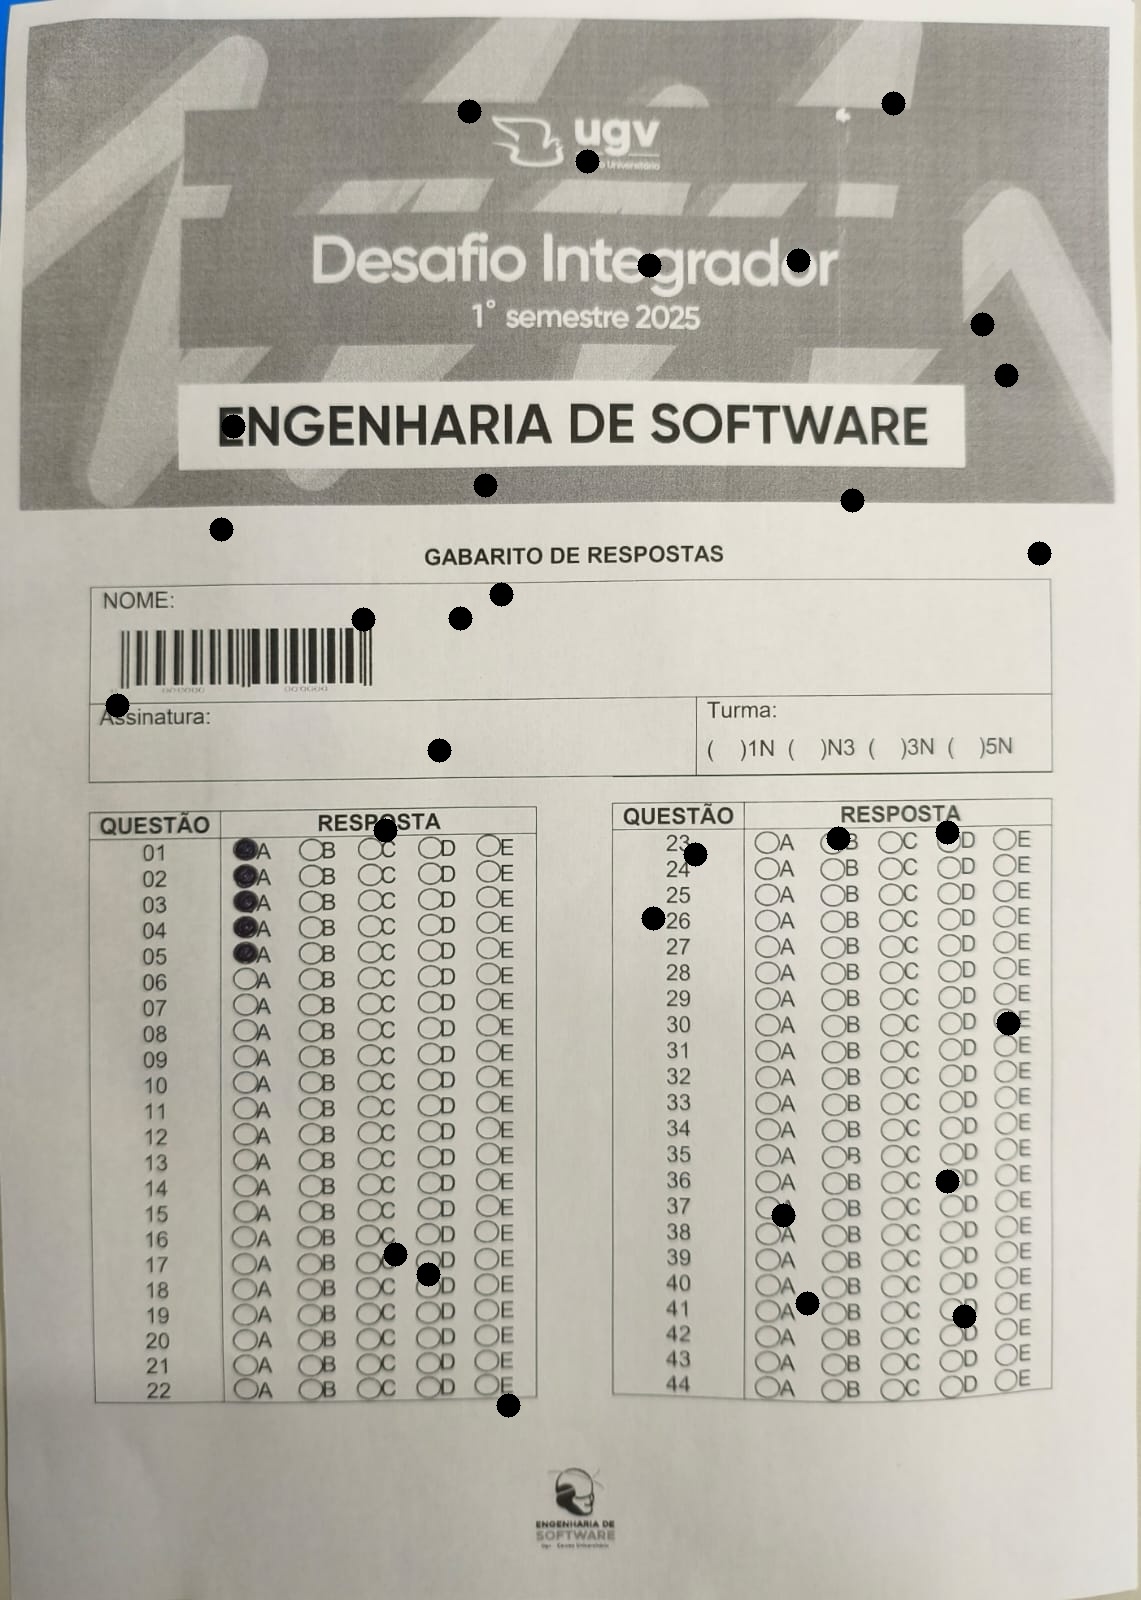 ugv
Desafio Integrador
1° semestre 2025
ENGENHARIA DE SOFTWARE
GABARITO DE RESPOSTAS
NOME:
Assinatura:
Turma:
( )1N ( )N3 ( )3N ( )5N
QUESTÃO RESPOSTA
01 A B C D E
02 A B C D E
03 A B C D E
04 A B C D E
05 A B C D E
06 A B C D E
07 A B C D E
08 A B C D E
09 A B C D E
10 A B C D E
11 A B C D E
12 A B C D E
13 A B C D E
14 A B C D E
15 A B C D E
16 A B C D E
17 A B D E
18 A B C D E
19 A B C D E
20 A B C D E
21 A B C D E
22 A B C D E
QUESTÃO RESPOSTA
23 A B C D E
24 A B C D E
25 A B C D E
26 A B C D E
27 A B C D E
28 A B C D E
29 A B C D E
30 A B C D E
31 A B C D E
32 A B C D E
33 A B C D E
34 A B C D E
35 A B C D E
36 A B C D E
37 A B C D E
38 A B C D E
39 A B C D E
40 A B C D E
41 A B C D E
42 A B C D E
43 A B C D E
44 A B C D E
ENGENHARIA DE
SOFTWARE